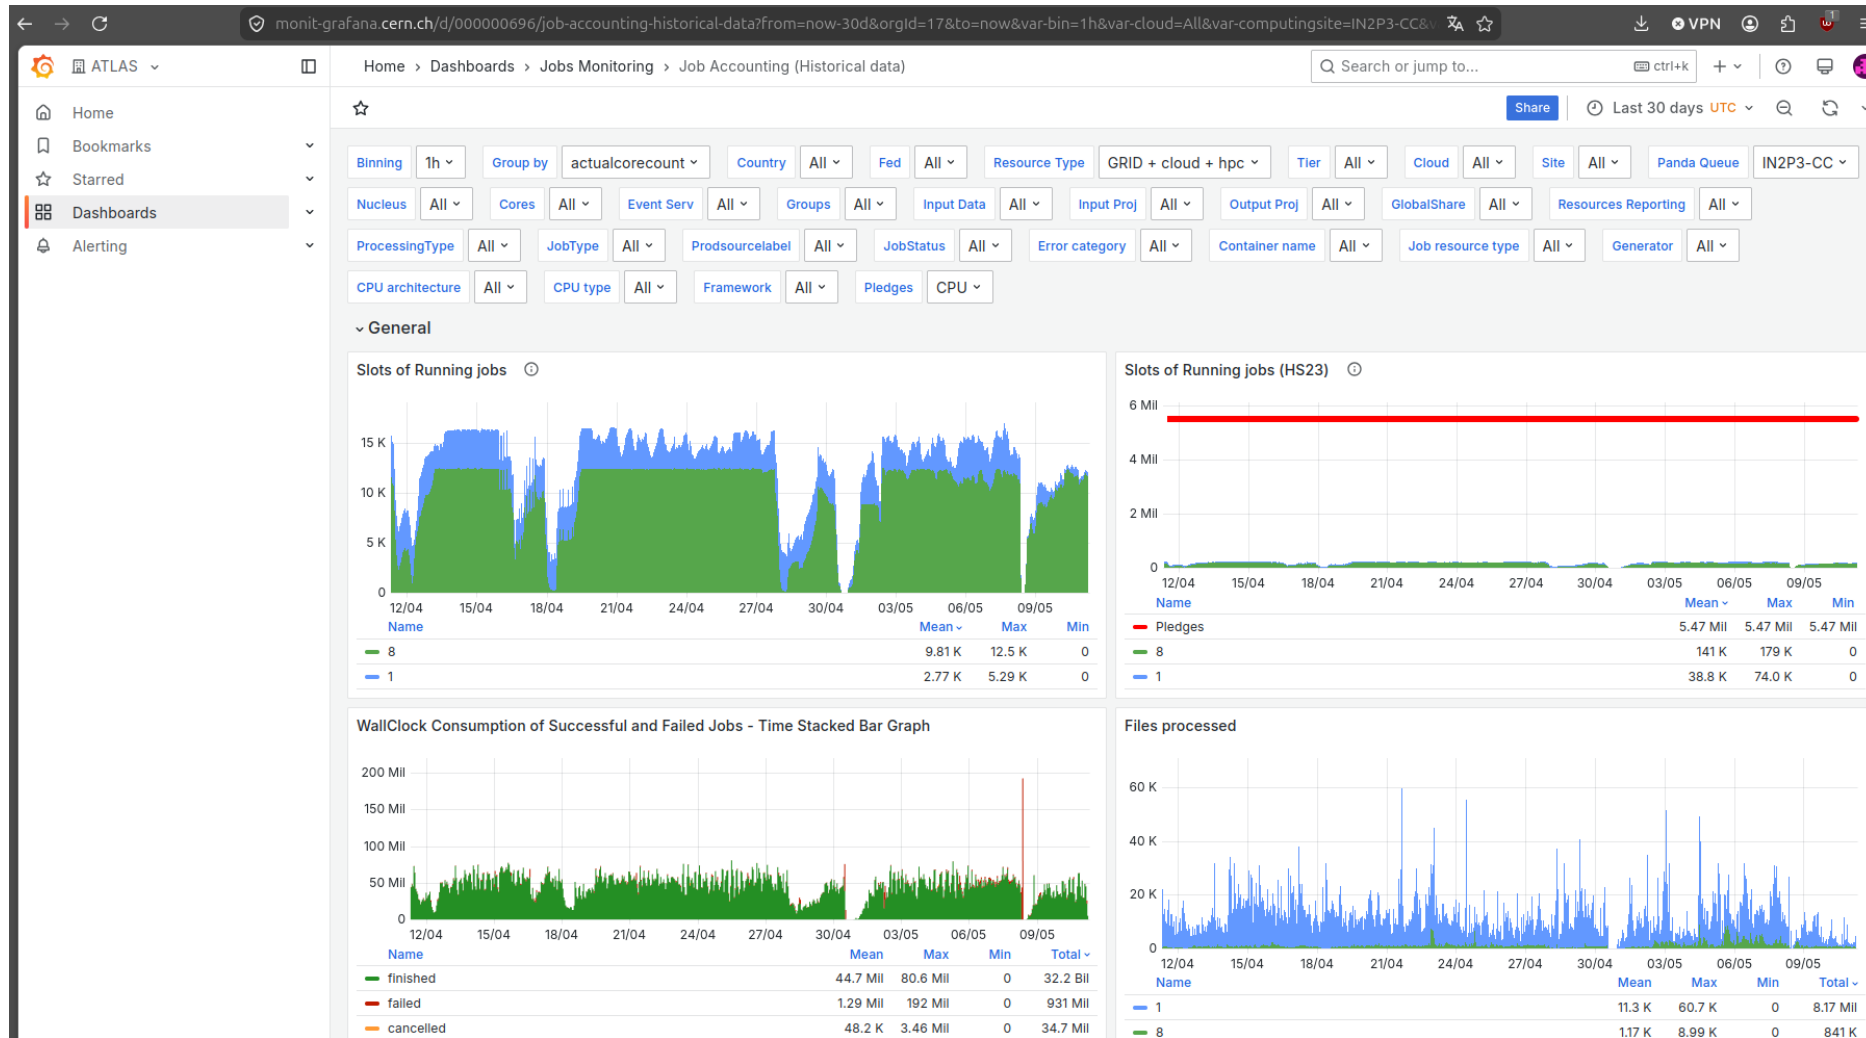 monit-grafana.cern.ch/d/000000696/job-accounting-historical-data?from=now-30d&orgId=17&to=now&var-bin=1h&var-cloud=All&var-computingsite=IN2P3-CC&
VPN
1
ATLAS
Home › Dashboards › Jobs Monitoring › Job Accounting (Historical data)
Search or jump to...
ctrl+k
Home
Bookmarks
Starred
Dashboards
Alerting
Share
Last 30 days UTC
Binning 1h Group by actualcorecount Country All Fed All Resource Type GRID + cloud + hpc Tier All Cloud All Site All Panda Queue IN2P3-CC
Nucleus All Cores All Event Serv All Groups All Input Data All Input Proj All Output Proj All GlobalShare All Resources Reporting All
ProcessingType All JobType All Prodsourcelabel All JobStatus All Error category All Container name All Job resource type All Generator All
CPU architecture All CPU type All Framework All Pledges CPU
General
Slots of Running jobs
15 K
10 K
5 K
0
12/04 15/04 18/04 21/04 24/04 27/04 30/04 03/05 06/05 09/05
Name Mean Max Min
8 9.81 K 12.5 K 0
1 2.77 K 5.29 K 0
Slots of Running jobs (HS23)
6 Mil
4 Mil
2 Mil
0
12/04 15/04 18/04 21/04 24/04 27/04 30/04 03/05 06/05 09/05
Name Mean Max Min
Pledges 5.47 Mil 5.47 Mil 5.47 Mil
8 141 K 179 K 0
1 38.8 K 74.0 K 0
WallClock Consumption of Successful and Failed Jobs - Time Stacked Bar Graph
200 Mil
150 Mil
100 Mil
50 Mil
0
12/04 15/04 18/04 21/04 24/04 27/04 30/04 03/05 06/05 09/05
Name Mean Max Min Total
finished 44.7 Mil 80.6 Mil 0 32.2 Bil
failed 1.29 Mil 192 Mil 0 931 Mil
cancelled 48.2 K 3.46 Mil 0 34.7 Mil
Files processed
60 K
40 K
20 K
0
12/04 15/04 18/04 21/04 24/04 27/04 30/04 03/05 06/05 09/05
Name Mean Max Min Total
1 11.3 K 60.7 K 0 8.17 Mil
8 1.17 K 8.99 K 0 841 K